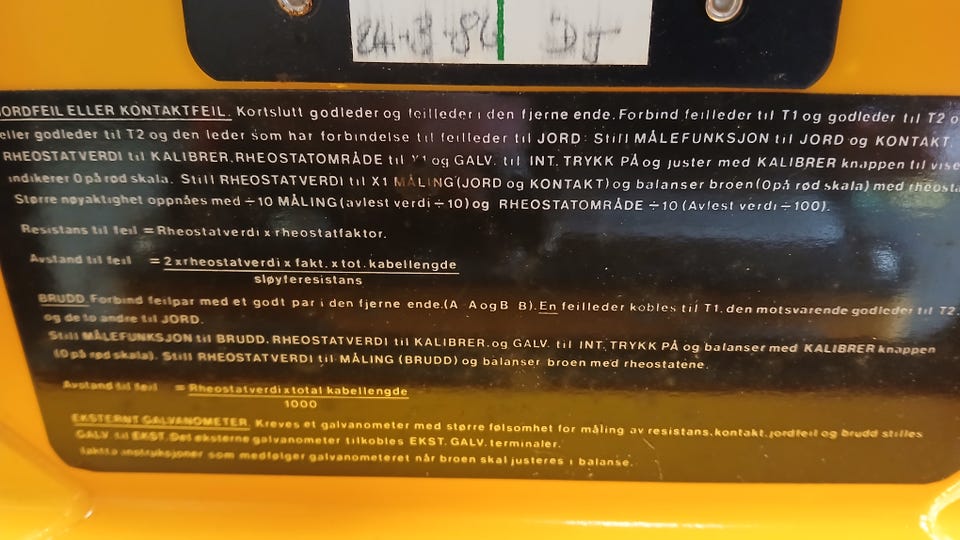 24-8-8
JORDFEIL ELLER KONTAKTFEIL. Kortslutt godleder og feilleder i den fjerne ende. Forbind feilleder til T1 og godleder til T2 o
eller godleder til T2 og den leder som har forbindelse til feilleder til JORD: Still MÅLEFUNKSJON til JORD og KONTAKT.
RHEOSTATVERDI til KALIBRER. RHEOSTATOMRÅDE til X1 og GALV. til INT. TRYKK PÅ og juster med KALIBRER knappen til vise
indikerer 0 på rød skala. Still RHEOSTATVERDI til X1 MÅLING (JORD og KONTAKT) og balanser broen (0 på rød skala) med rheosta
Større nøyaktighet oppnåes med ÷10 MÅLING (avlest verdi ÷10) og RHEOSTATOMRÅDE ÷10 (Avlest verdi ÷100).
Resistans til feil = Rheostatverdi x rheostatfaktor.
Avstand til feil = 2 x rheostatverdi x fakt. x tot. kabellengde
sløyferesistans
BRUDD. Forbind feilpar med et godt par i den fjerne ende. (A A og B B). En feilleder kobles til T1, den motsvarende godleder til T2.
og de to andre til JORD.
Still MÅLEFUNKSJON til BRUDD. RHEOSTATVERDI til KALIBRER. og GALV. til INT. TRYKK PÅ og balanser med KALIBRER knappen
(0 på rød skala). Still RHEOSTATVERDI til MÅLING (BRUDD) og balanser broen med rheostatene.
Avstand til feil = Rheostatverdi x total kabellengde
1000
EKSTERNT GALVANOMETER. Kreves et galvanometer med større følsomhet for måling av resistans, kontakt, jordfeil og brudd stilles
GALV. til EKST. Det eksterne galvanometer tilkobles EKST. GALV. terminaler.
Iaktta instruksjoner som medfølger galvanometeret når broen skal justeres i balanse.